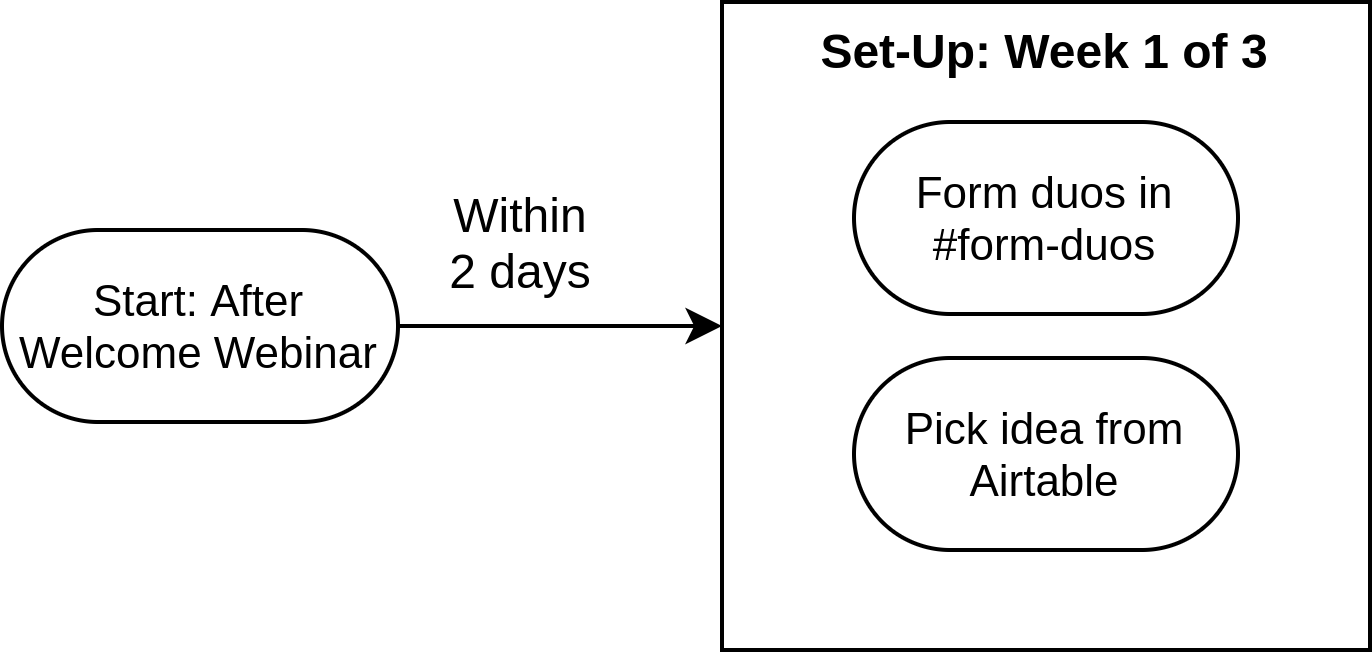 Set-Up: Week 1 of 3
Form duos in
#form-duos
Within
2 days
Start: After
Welcome Webinar
Pick idea from
Airtable